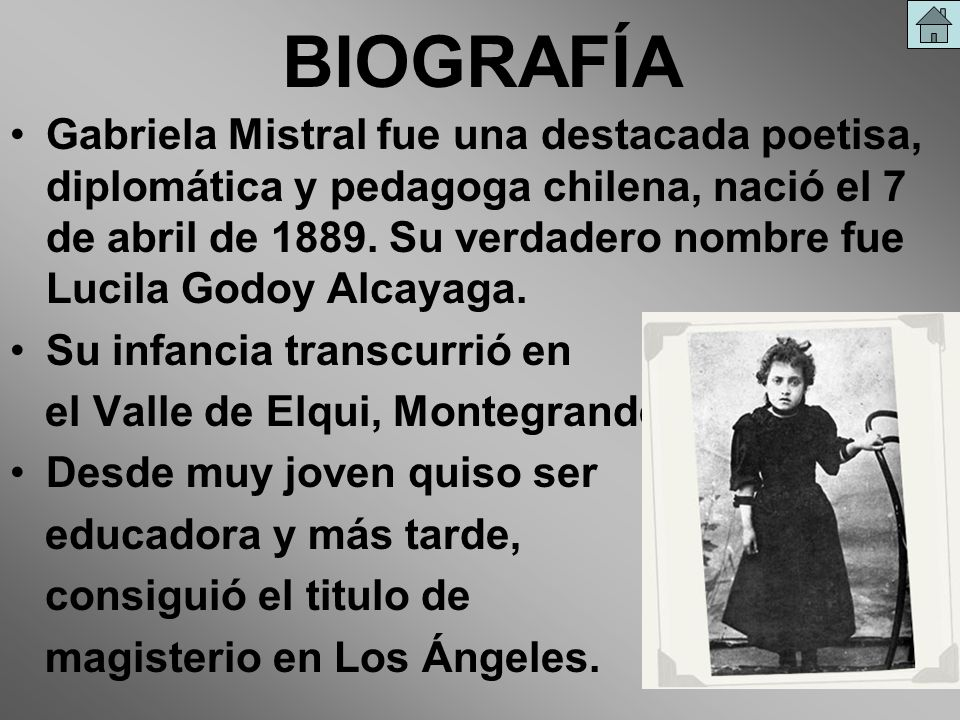 BIOGRAFÍA
• Gabriela Mistral fue una destacada poetisa,
diplomática y pedagoga chilena, nació el 7
de abril de 1889. Su verdadero nombre fue
Lucila Godoy Alcayaga.
• Su infancia transcurrió en
el Valle de Elqui, Montegrande
• Desde muy joven quiso ser
educadora y más tarde,
consiguió el titulo de
magisterio en Los Ángeles.